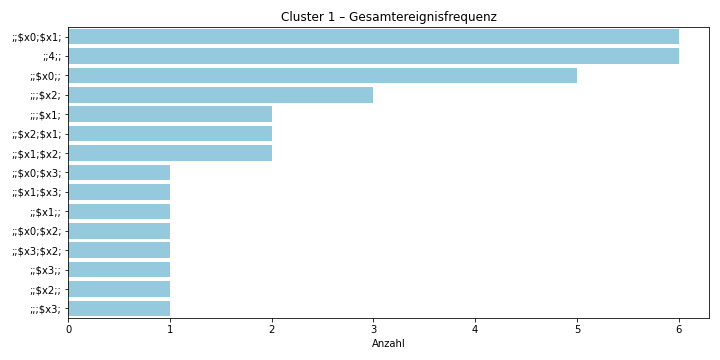 Cluster 1 – Gesamtereignisfrequenz
;;$x0;$x1;
;;4;;
;;$x0;;
;;;$x2;
;;;$x1;
;;$x2;$x1;
;;$x1;$x2;
;;$x0;$x3;
;;$x1;$x3;
;;$x1;;
;;$x0;$x2;
;;$x3;$x2;
;;$x3;;
;;$x2;;
;;;$x3;
0 1 2 3 4 5 6
Anzahl